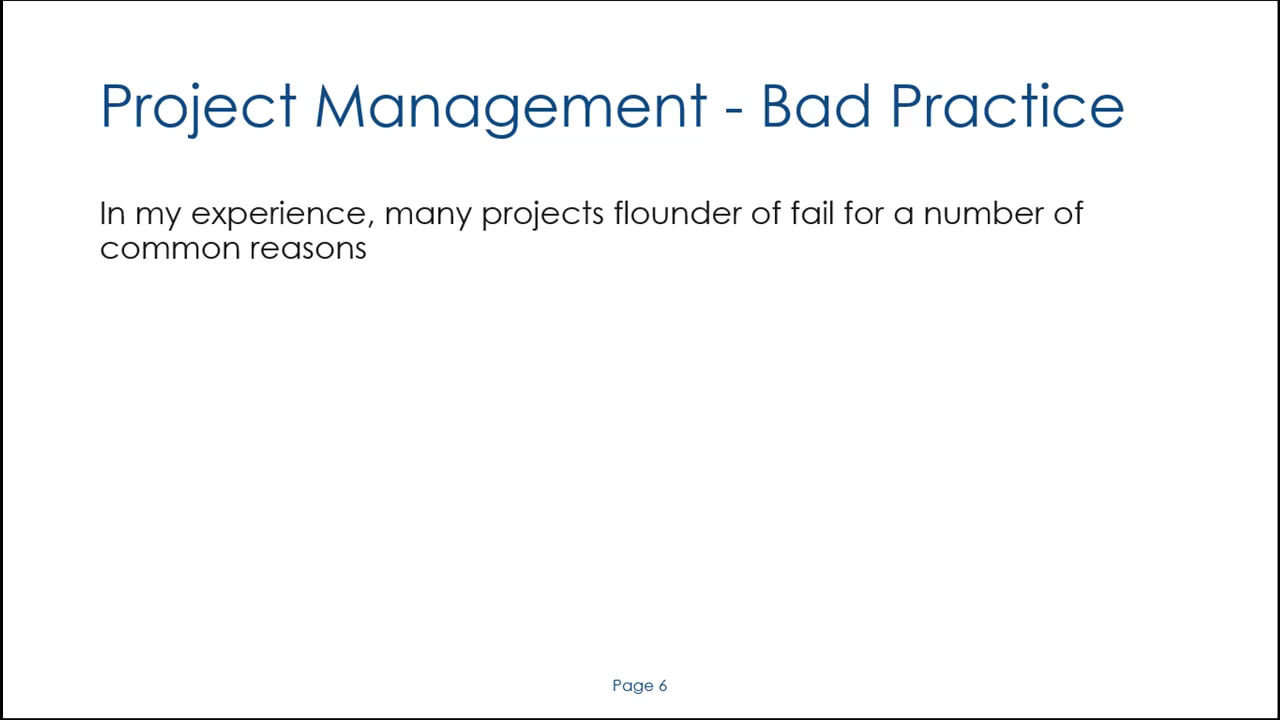 Project Management - Bad Practice
In my experience, many projects flounder of fail for a number of
common reasons
Page 6